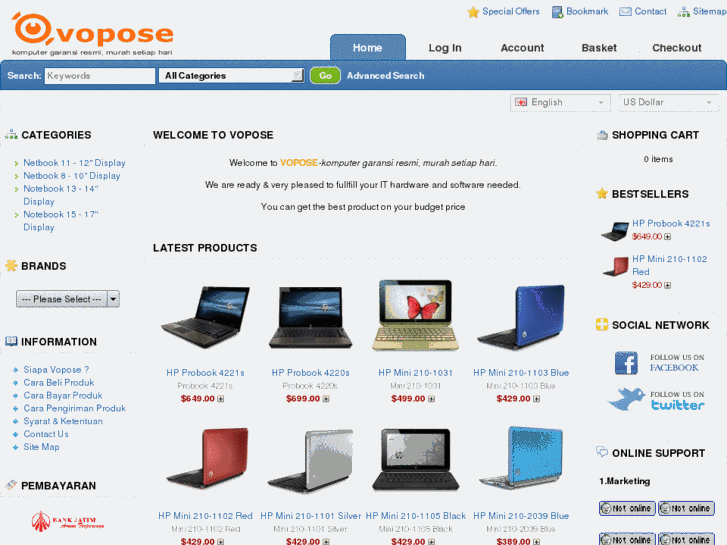 Special Offers
Bookmark
Contact
Sitemap
vopose
komputer garansi resmi, murah setiap hari
Home
Log In
Account
Basket
Checkout
Search:
Keywords
All Categories
Go
Advanced Search
English
US Dollar
CATEGORIES
Netbook 11 - 12" Display
Netbook 8 - 10" Display
Notebook 13 - 14"
Display
Notebook 15 - 17"
Display
BRANDS
--- Please Select ---
INFORMATION
Siapa Vopose ?
Cara Beli Produk
Cara Bayar Produk
Cara Pengiriman Produk
Syarat & Ketentuan
Contact Us
Site Map
PEMBAYARAN
BANK JATIM
WELCOME TO VOPOSE
Welcome to VOPOSE-komputer garansi resmi, murah setiap hari.
We are ready & very pleased to fullfill your IT hardware and software needed.
You can get the best product on your budget price
LATEST PRODUCTS
HP Probook 4221s
Probook 4221s
$649.00
HP Probook 4220s
Probook 4220s
$699.00
HP Mini 210-1031
Mini 210-1031
$499.00
HP Mini 210-1103 Blue
Mini 210-1103 Blue
$429.00
HP Mini 210-1102 Red
Mini 210-1102 Red
$429.00
HP Mini 210-1101 Silver
Mini 210-1101 Silver
$429.00
HP Mini 210-1105 Black
Mini 210-1105 Black
$429.00
HP Mini 210-2039 Blue
Mini 210-2039 Blue
$389.00
SHOPPING CART
0 items
BESTSELLERS
HP Probook 4221s
$649.00
HP Mini 210-1102
Red
$429.00
SOCIAL NETWORK
FOLLOW US ON
FACEBOOK
FOLLOW US ON
twitter
ONLINE SUPPORT
1.Marketing
Not online
Not online
Not online
Not online